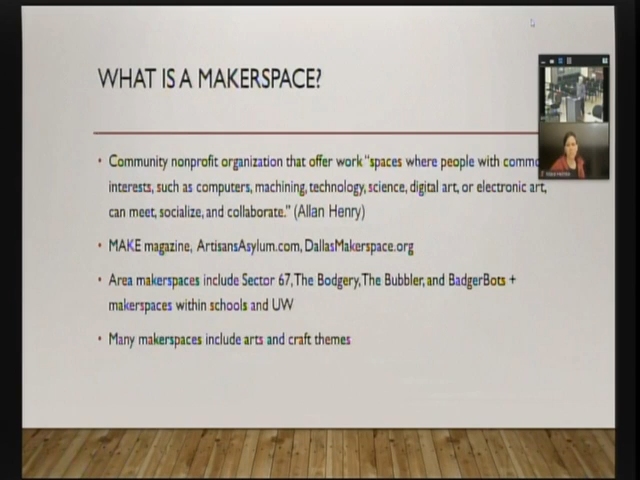 WHAT IS A MAKERSPACE?
• Community nonprofit organization that offer work "spaces where people with commo
interests, such as computers, machining, technology, science, digital art, or electronic art,
can meet, socialize, and collaborate." (Allan Henry)
• MAKE magazine, ArtisansAsylum.com, DallasMakerspace.org
• Area makerspaces include Sector 67, The Bodgery, The Bubbler, and BadgerBots +
makerspaces within schools and UW
• Many makerspaces include arts and craft themes